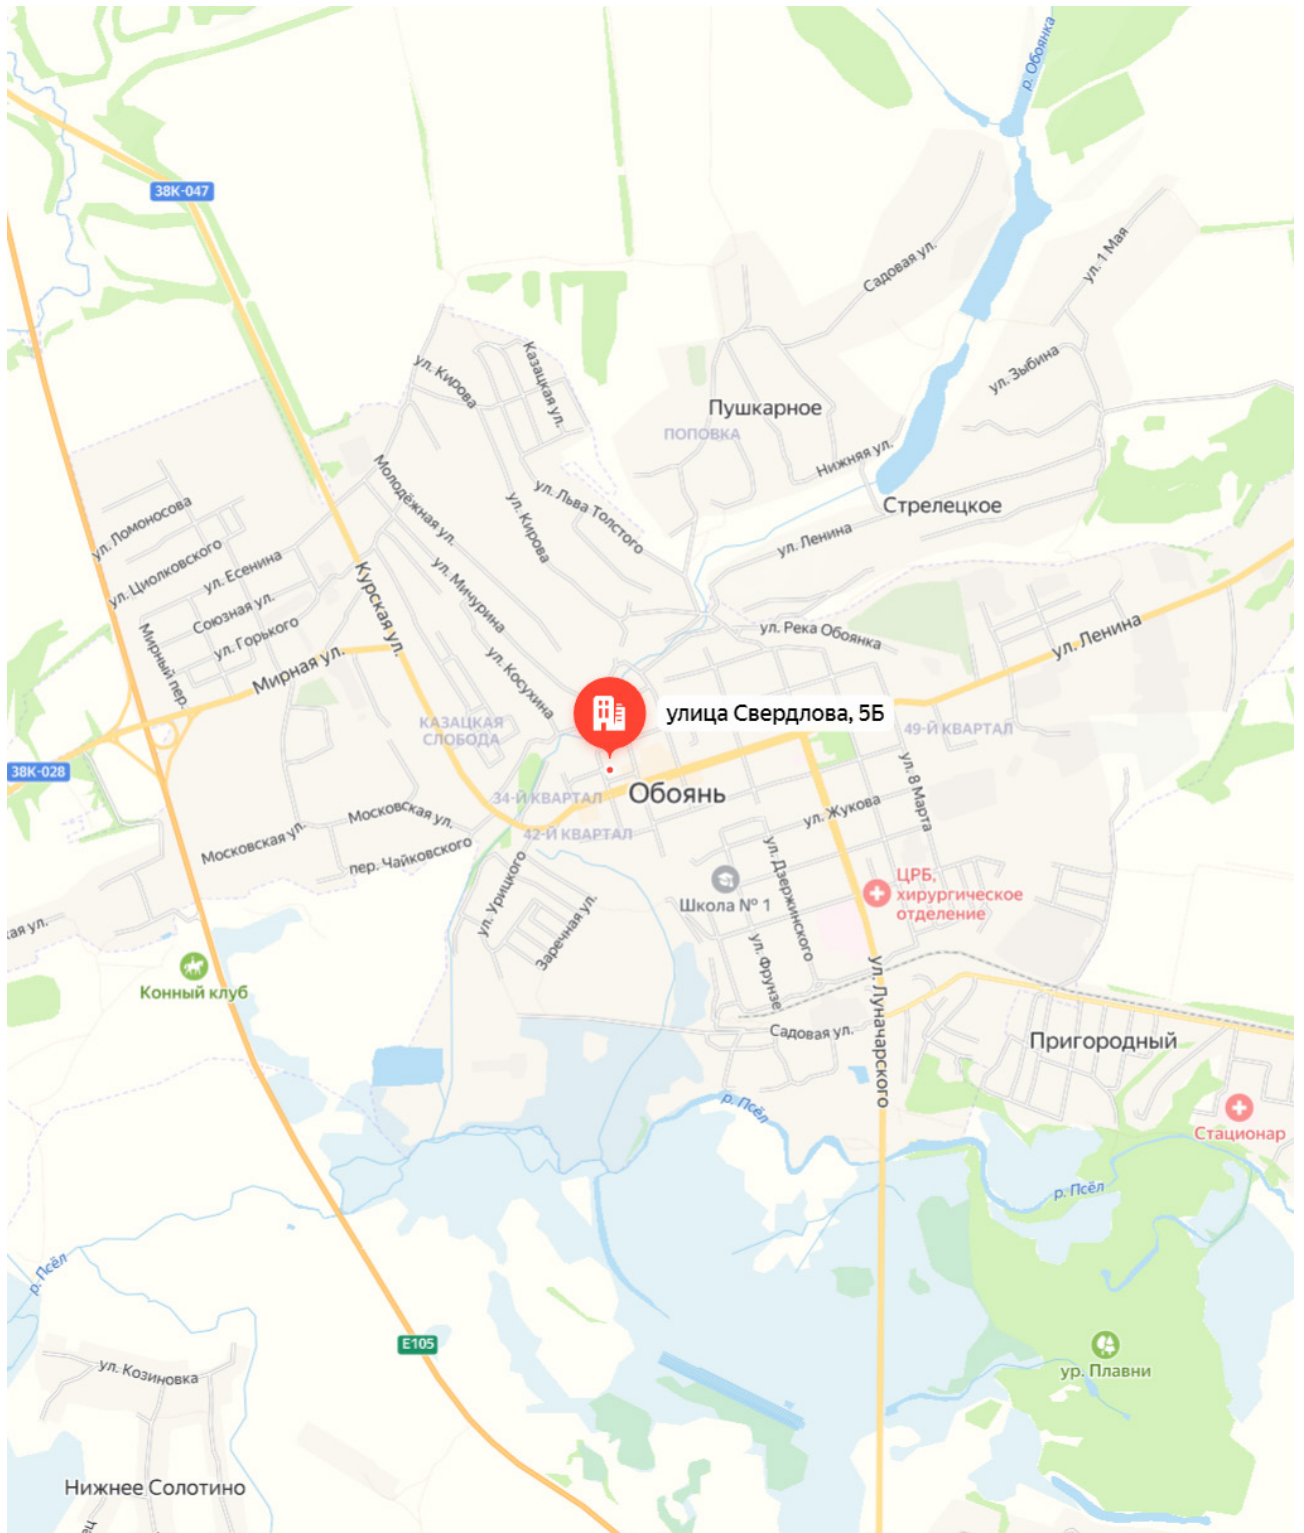 р. Обоянка
38К-047
Садовая ул.
ул. 1 Мая
ул. Кирова
Казацкая ул.
ул. Зыбина
Пушкарное
ПОПОВКА
Нижняя ул.
Молодёжная ул.
ул. Льва Толстого
ул. Кирова
Стрелецкое
ул. Ломоносова
ул. Ленина
ул. Циолковского
ул. Есенина
Курская ул.
ул. Мичурина
Союзная ул.
ул. Горького
ул. Река Обоянка
ул. Ленина
Мирный пер.
Мирная ул.
ул. Косухина
улица Свердлова, 5Б
КАЗАЦКАЯ
СЛОБОДА
49-Й КВАРТАЛ
38К-028
34-Й КВАРТАЛ
Обоянь
ул. 8 Марта
Московская ул.
ул. Жукова
42-Й КВАРТАЛ
Московская ул.
пер. Чайковского
ул. Урицкого
ул. Дзержинского
Школа № 1
ЦРБ,
хирургическое
отделение
Заречная ул.
кая ул.
ул. Фрунзе
Конный клуб
ул. Луначарского
Садовая ул.
Пригородный
р. Псёл
Стационар
р. Псёл
р. Псёл
E105
ул. Козиновка
ур. Плавни
Нижнее Солотино